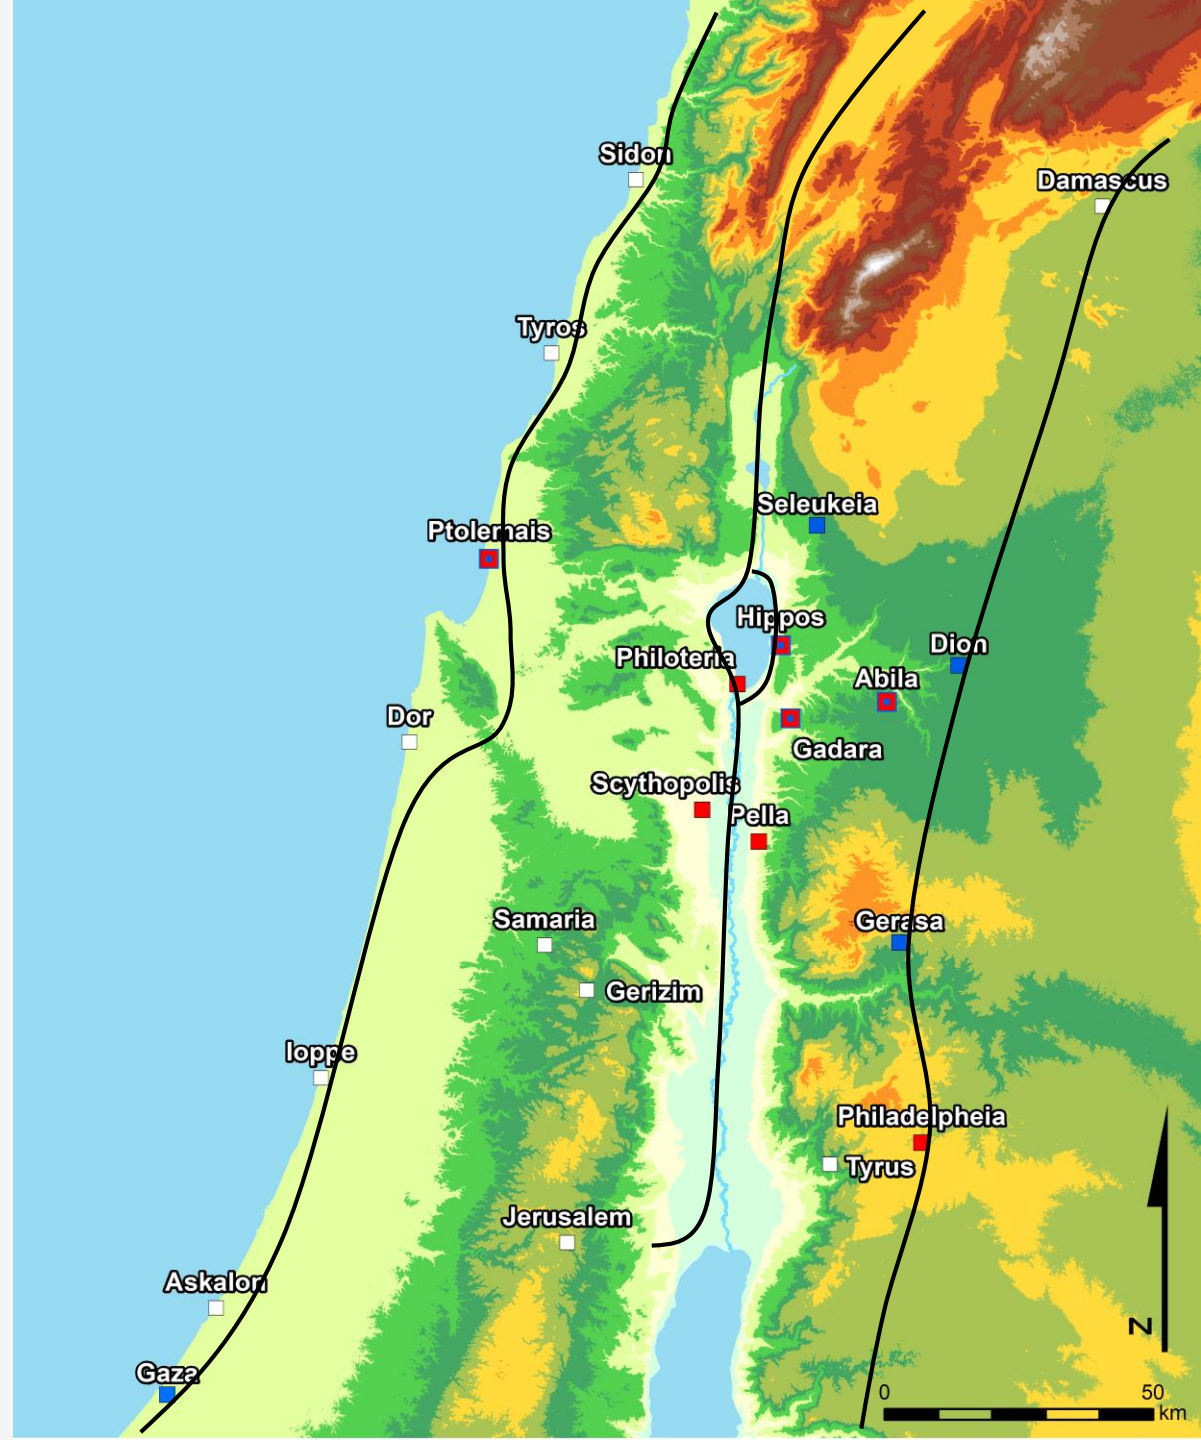 Sidon
Damascus
Tyros
Seleukeia
Ptolemais
Hippos
Dion
Philoteria
Abila
Dor
Gadara
Scythopolis
Pella
Samaria
Gerasa
Gerizim
Ioppe
Philadelpheia
Tyrus
Jerusalem
Askalon
N
Gaza
0 50
km